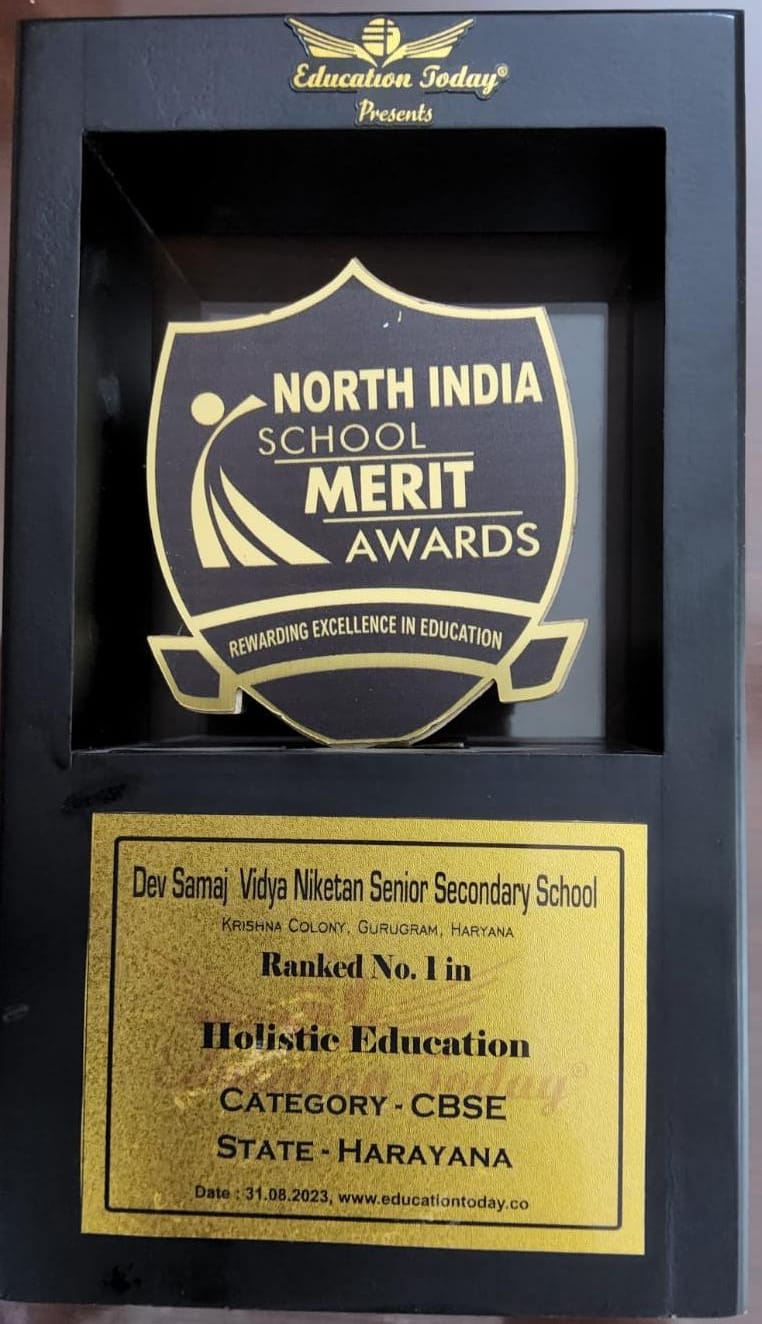 Education Today®
Presents
NORTH INDIA
SCHOOL
MERIT
AWARDS
REWARDING EXCELLENCE IN EDUCATION
Dev Samaj Vidya Niketan Senior Secondary School
KRISHNA COLONY, GURUGRAM, HARYANA
Ranked No. 1 in
Holistic Education
Education Today®
CATEGORY - CBSE
STATE - HARAYANA
Date : 31.08.2023, www.educationtoday.co